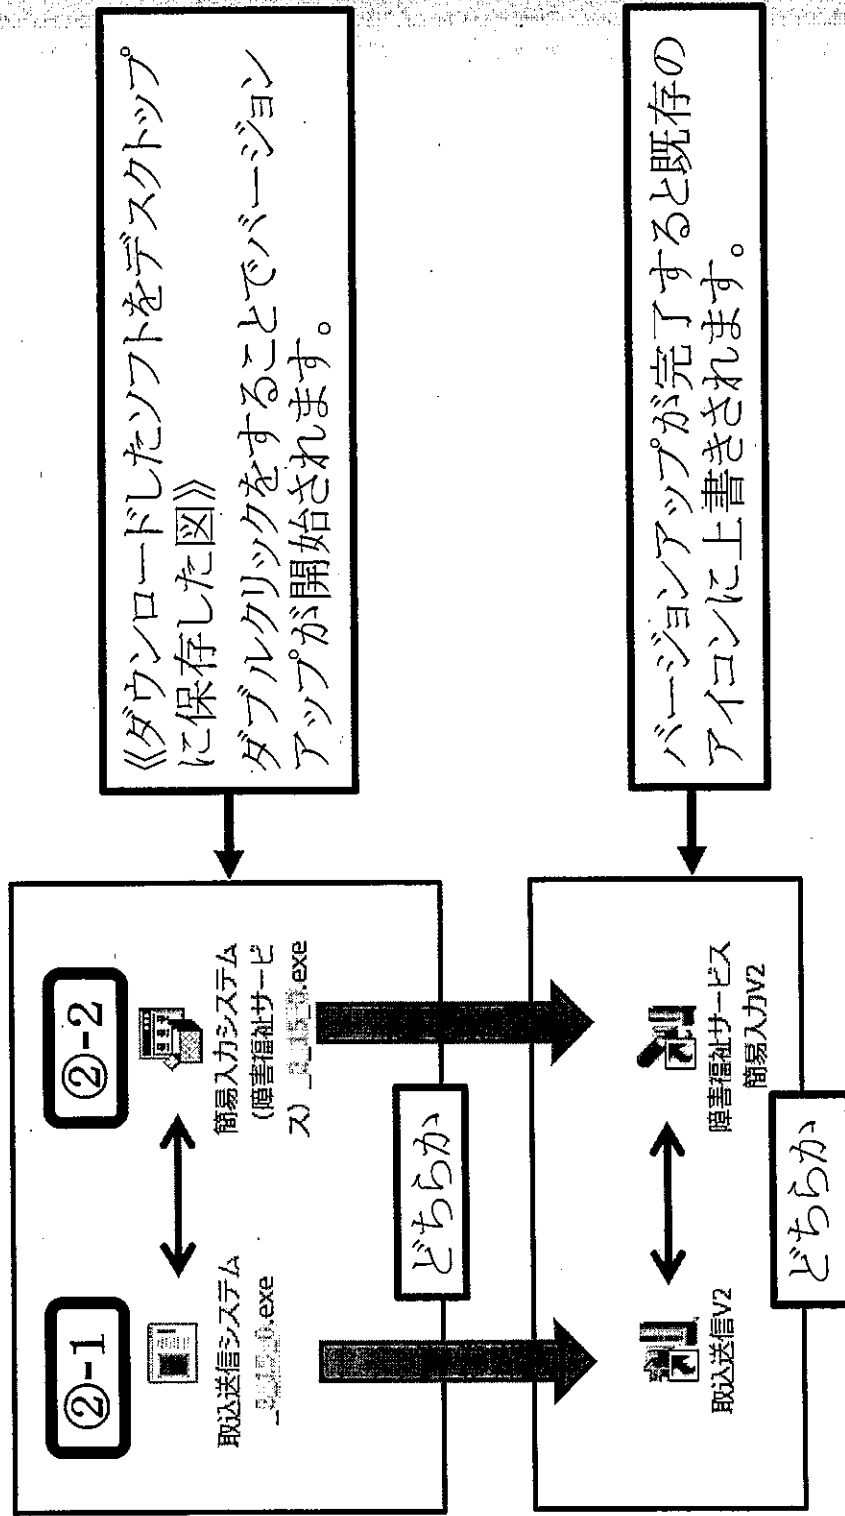 ②-1
取込送信システム
.exe
②-2
簡易入力システム
(障害福祉サービ
ス).exe
どちらか
《ダウンロードしたソフトをデスクトップ
に保存した図》
ダブルクリックをすることでバージョン
アップが開始されます。
取込送信V2
障害福祉サービス
簡易入力V2
どちらか
バージョンアップが完了すると既存の
アイコンに上書きされます。